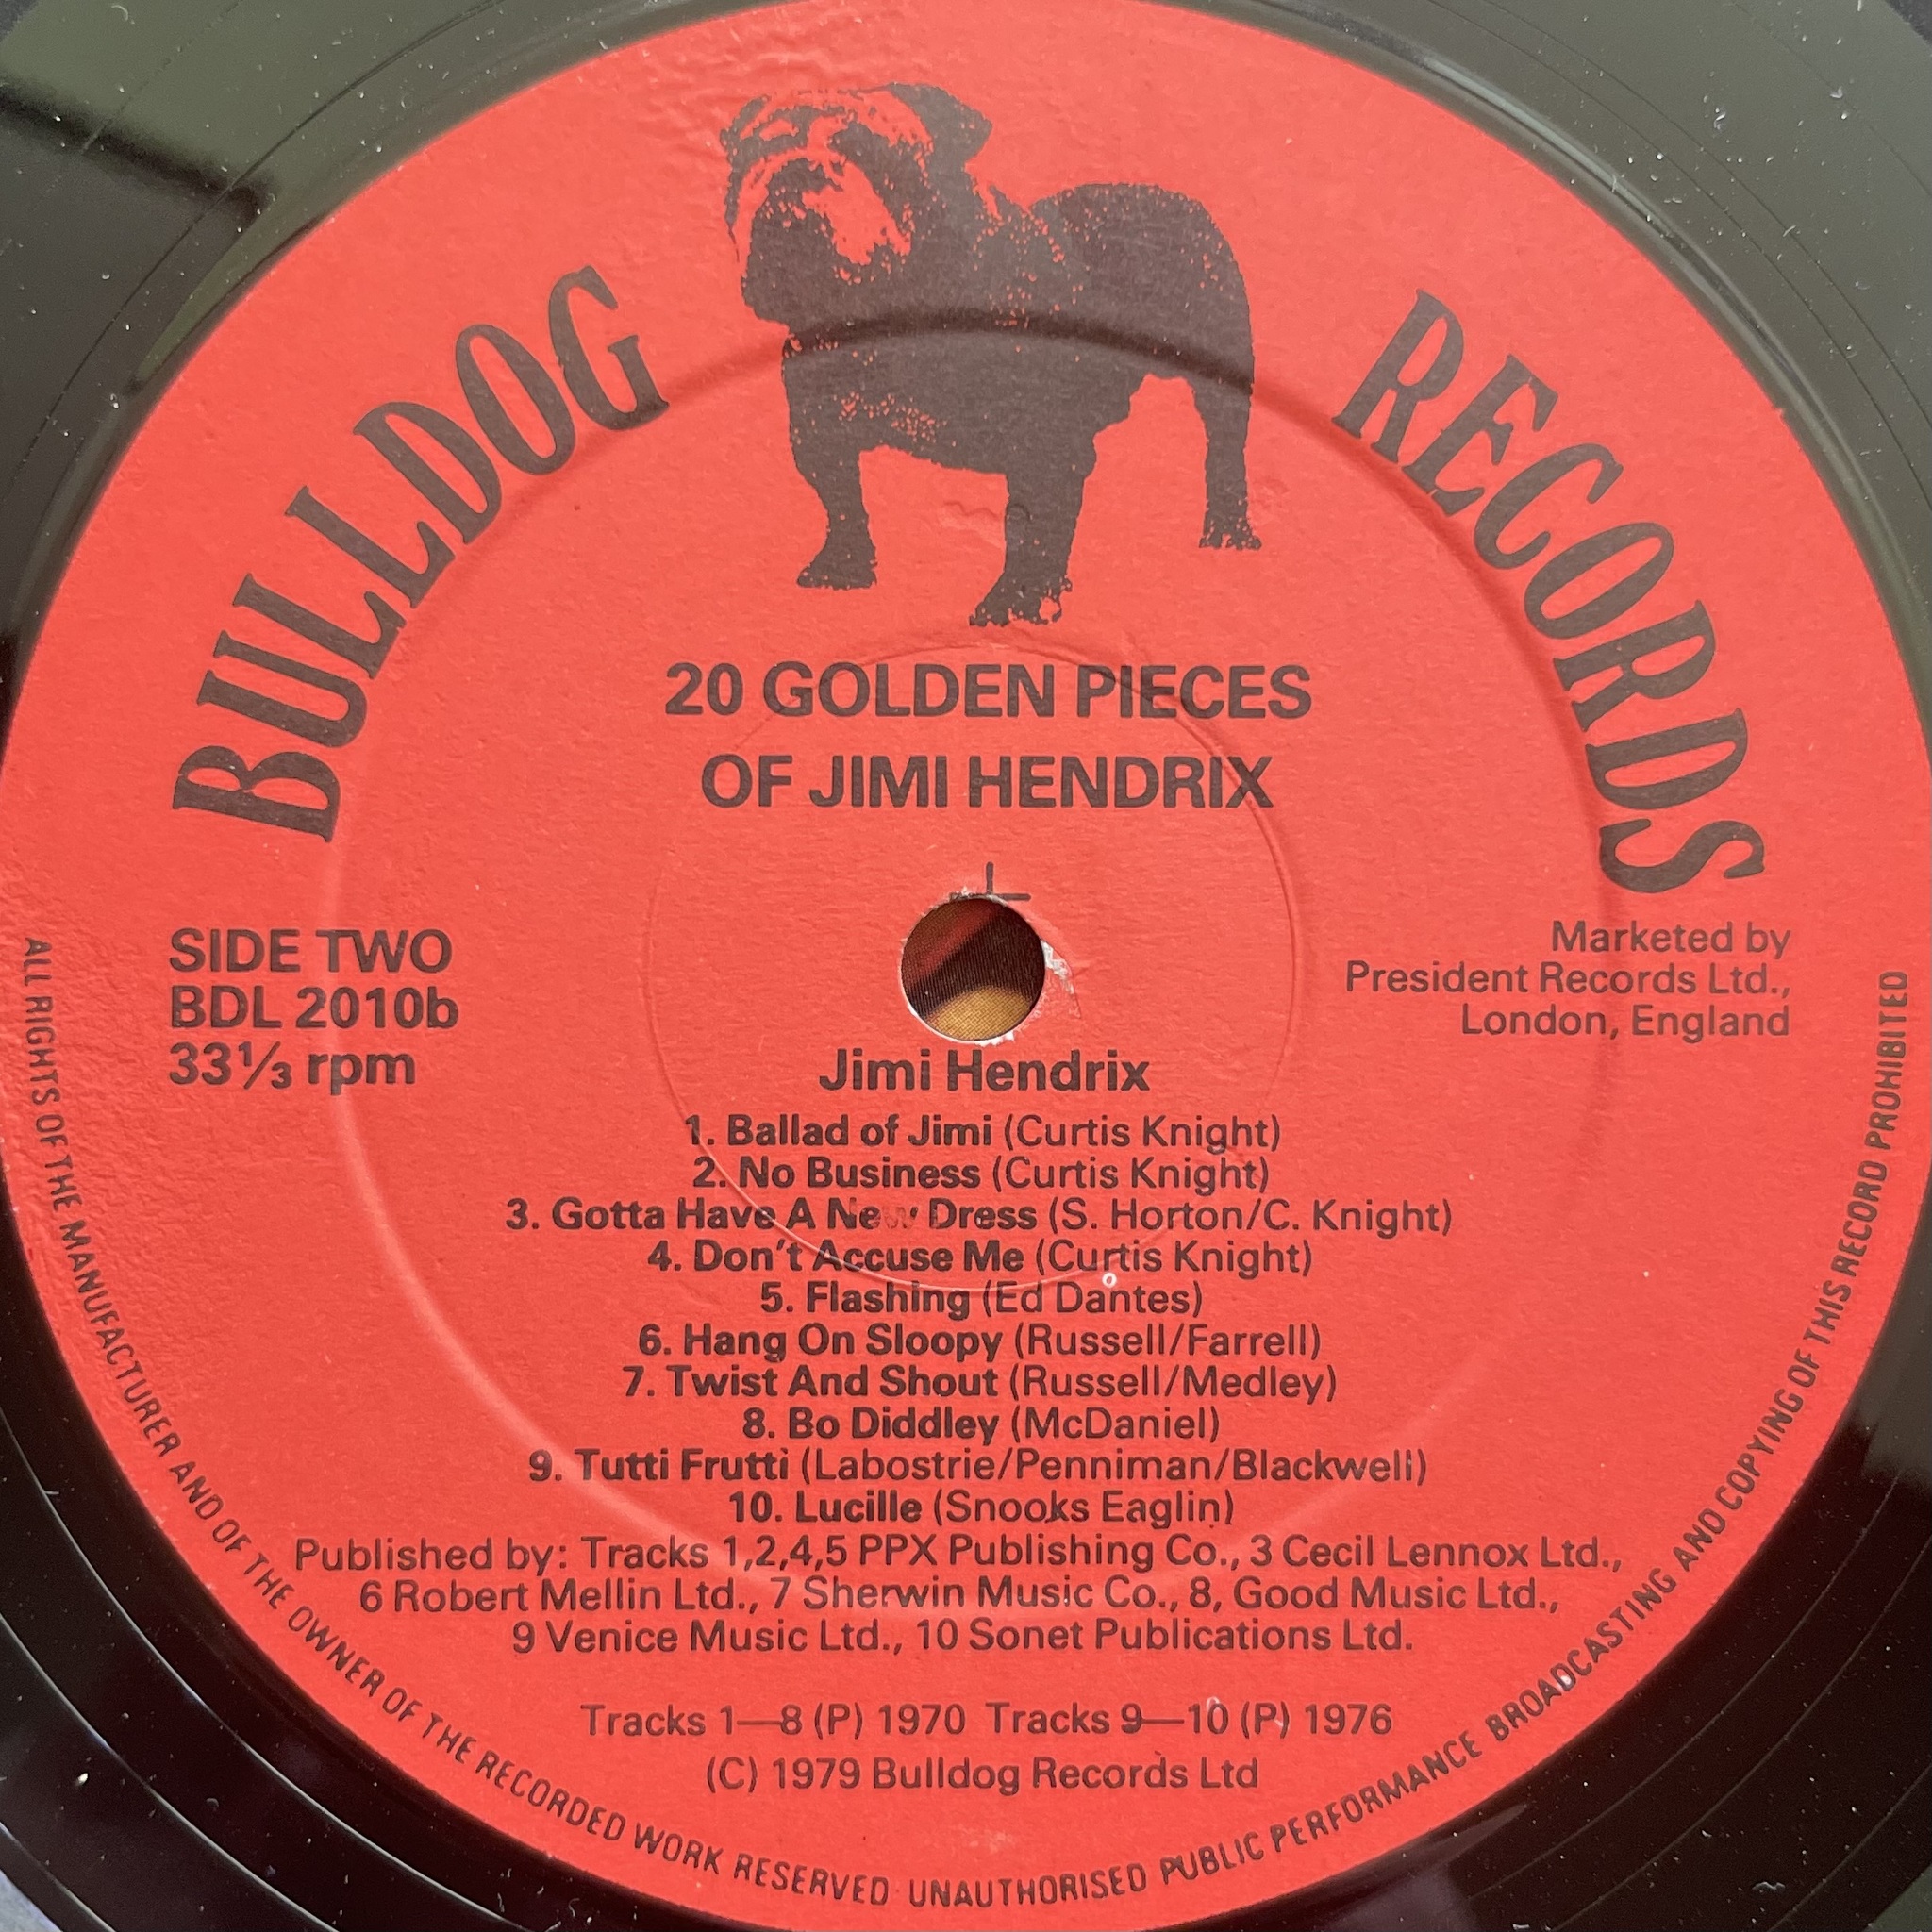 BULLDOG RECORDS
20 GOLDEN PIECES
OF JIMI HENDRIX
SIDE TWO
BDL 2010b
33⅓ rpm
Marketed by
President Records Ltd.,
London, England
Jimi Hendrix
1. Ballad of Jimi (Curtis Knight)
2. No Business (Curtis Knight)
3. Gotta Have A New Dress (S. Horton/C. Knight)
4. Don't Accuse Me (Curtis Knight)
5. Flashing (Ed Dantes)
6. Hang On Sloopy (Russell/Farrell)
7. Twist And Shout (Russell/Medley)
8. Bo Diddley (McDaniel)
9. Tutti Frutti (Labostrie/Penniman/Blackwell)
10. Lucille (Snooks Eaglin)
Published by: Tracks 1,2,4,5 PPX Publishing Co., 3 Cecil Lennox Ltd.,
6 Robert Mellin Ltd., 7 Sherwin Music Co., 8, Good Music Ltd.,
9 Venice Music Ltd., 10 Sonet Publications Ltd.
Tracks 1—8 (P) 1970 Tracks 9—10 (P) 1976
(C) 1979 Bulldog Records Ltd
ALL RIGHTS OF THE MANUFACTURER AND OF THE OWNER OF THE RECORDED WORK RESERVED UNAUTHORISED PUBLIC PERFORMANCE BROADCASTING AND COPYING OF THIS RECORD PROHIBITED